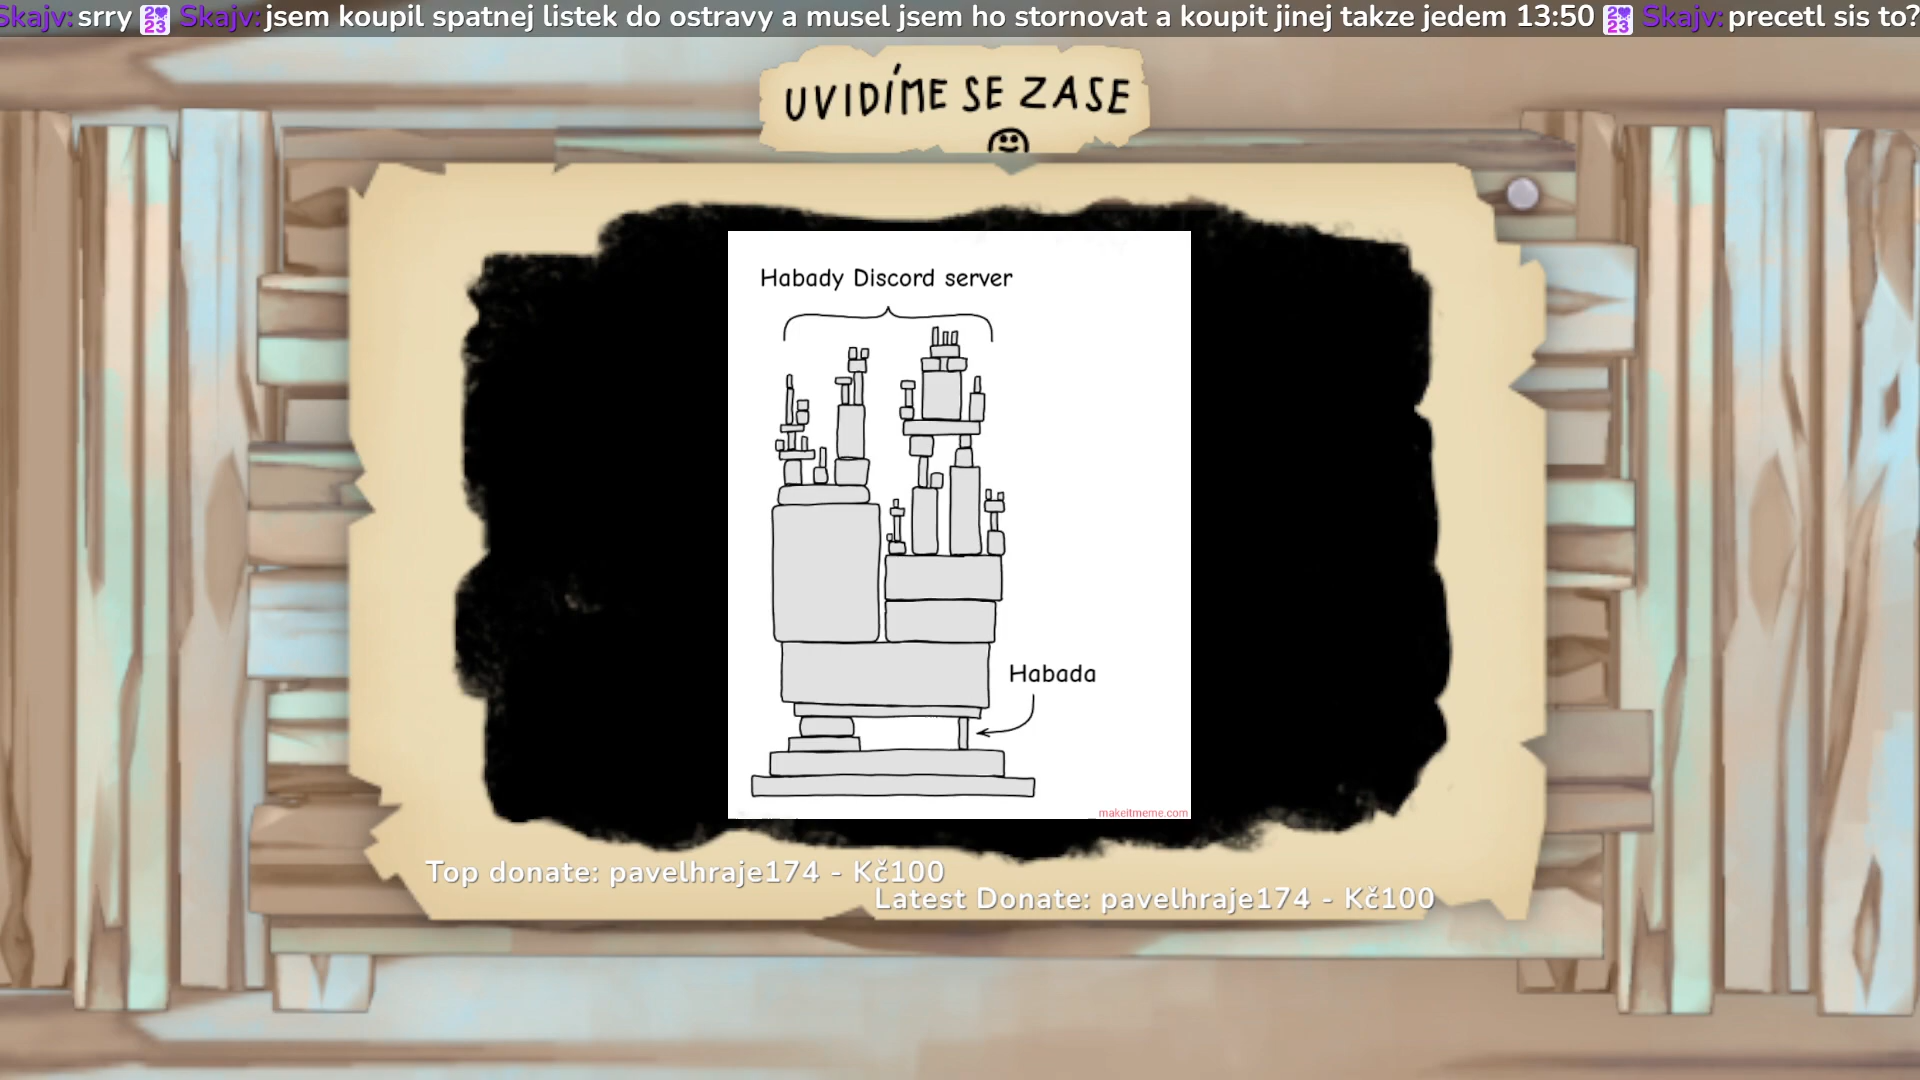 Skajv: srry 2023 Skajv: jsem koupil spatnej listek do ostravy a musel jsem ho stornovat a koupit jinej takze jedem 13:50 2023 Skajv: precetl sis to?
UVIDÍME SE ZASE
Habady Discord server
Habada
makeitmeme.com
Top donate: pavelhraje174 - Kč100
Latest Donate: pavelhraje174 - Kč100